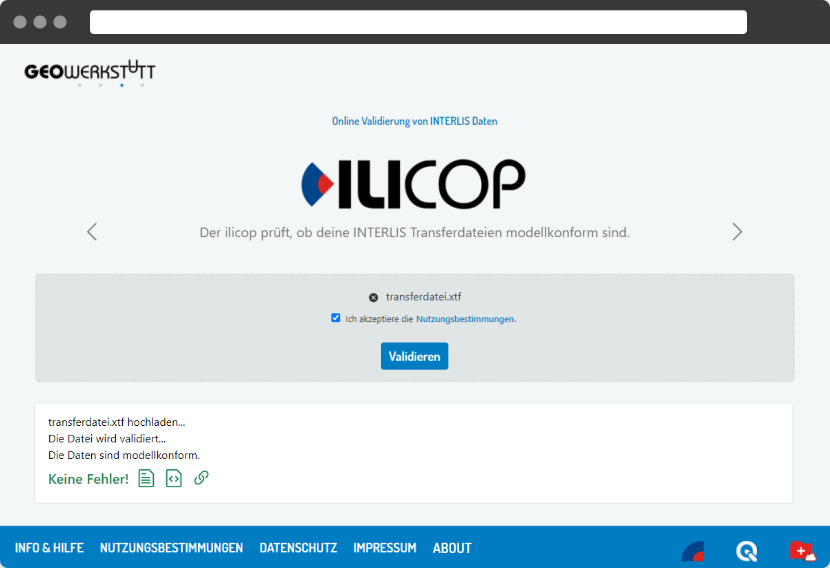 GEOWERKSTATT
Online Validierung von INTERLIS Daten
ILICOP
Der ilicop prüft, ob deine INTERLIS Transferdateien modellkonform sind.
transferdatei.xtf
Ich akzeptiere die Nutzungsbestimmungen.
Validieren
transferdatei.xtf hochladen...
Die Datei wird validiert...
Die Daten sind modellkonform.
Keine Fehler!
INFO & HILFE NUTZUNGSBESTIMMUNGEN DATENSCHUTZ IMPRESSUM ABOUT